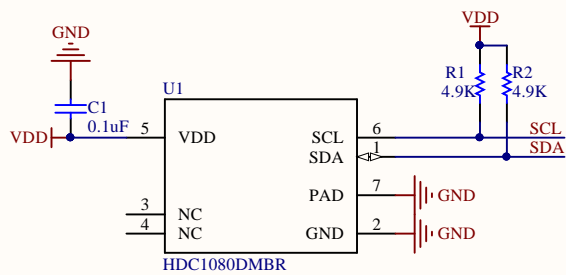 VDD
GND
U1
R1
R2
4.9K
4.9K
C1
0.1uF
VDD
5
VDD
SCL
6
SCL
SDA
1
SDA
PAD
7
GND
3
NC
4
NC
GND
2
GND
HDC1080DMBR